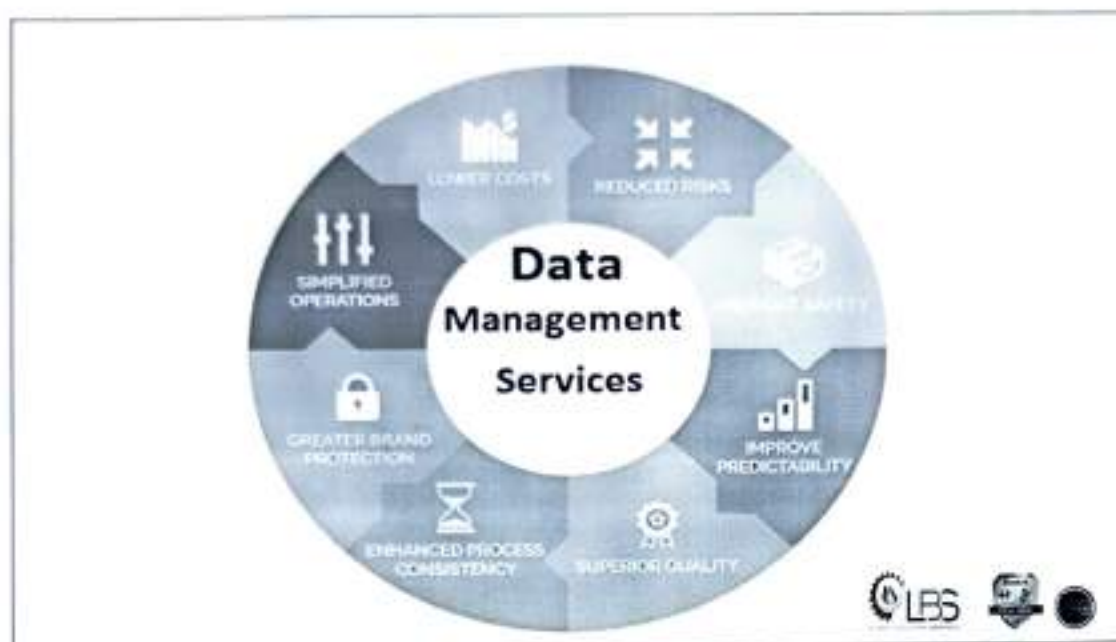 Data
Management
Services
LOWER COSTS
REDUCED RISKS
SAFETY
IMPROVE
PREDICTABILITY
SUPERIOR QUALITY
ENHANCED PROCESS
CONSISTENCY
GREATER BRAND
PROTECTION
SIMPLIFIED
OPERATIONS
LBS